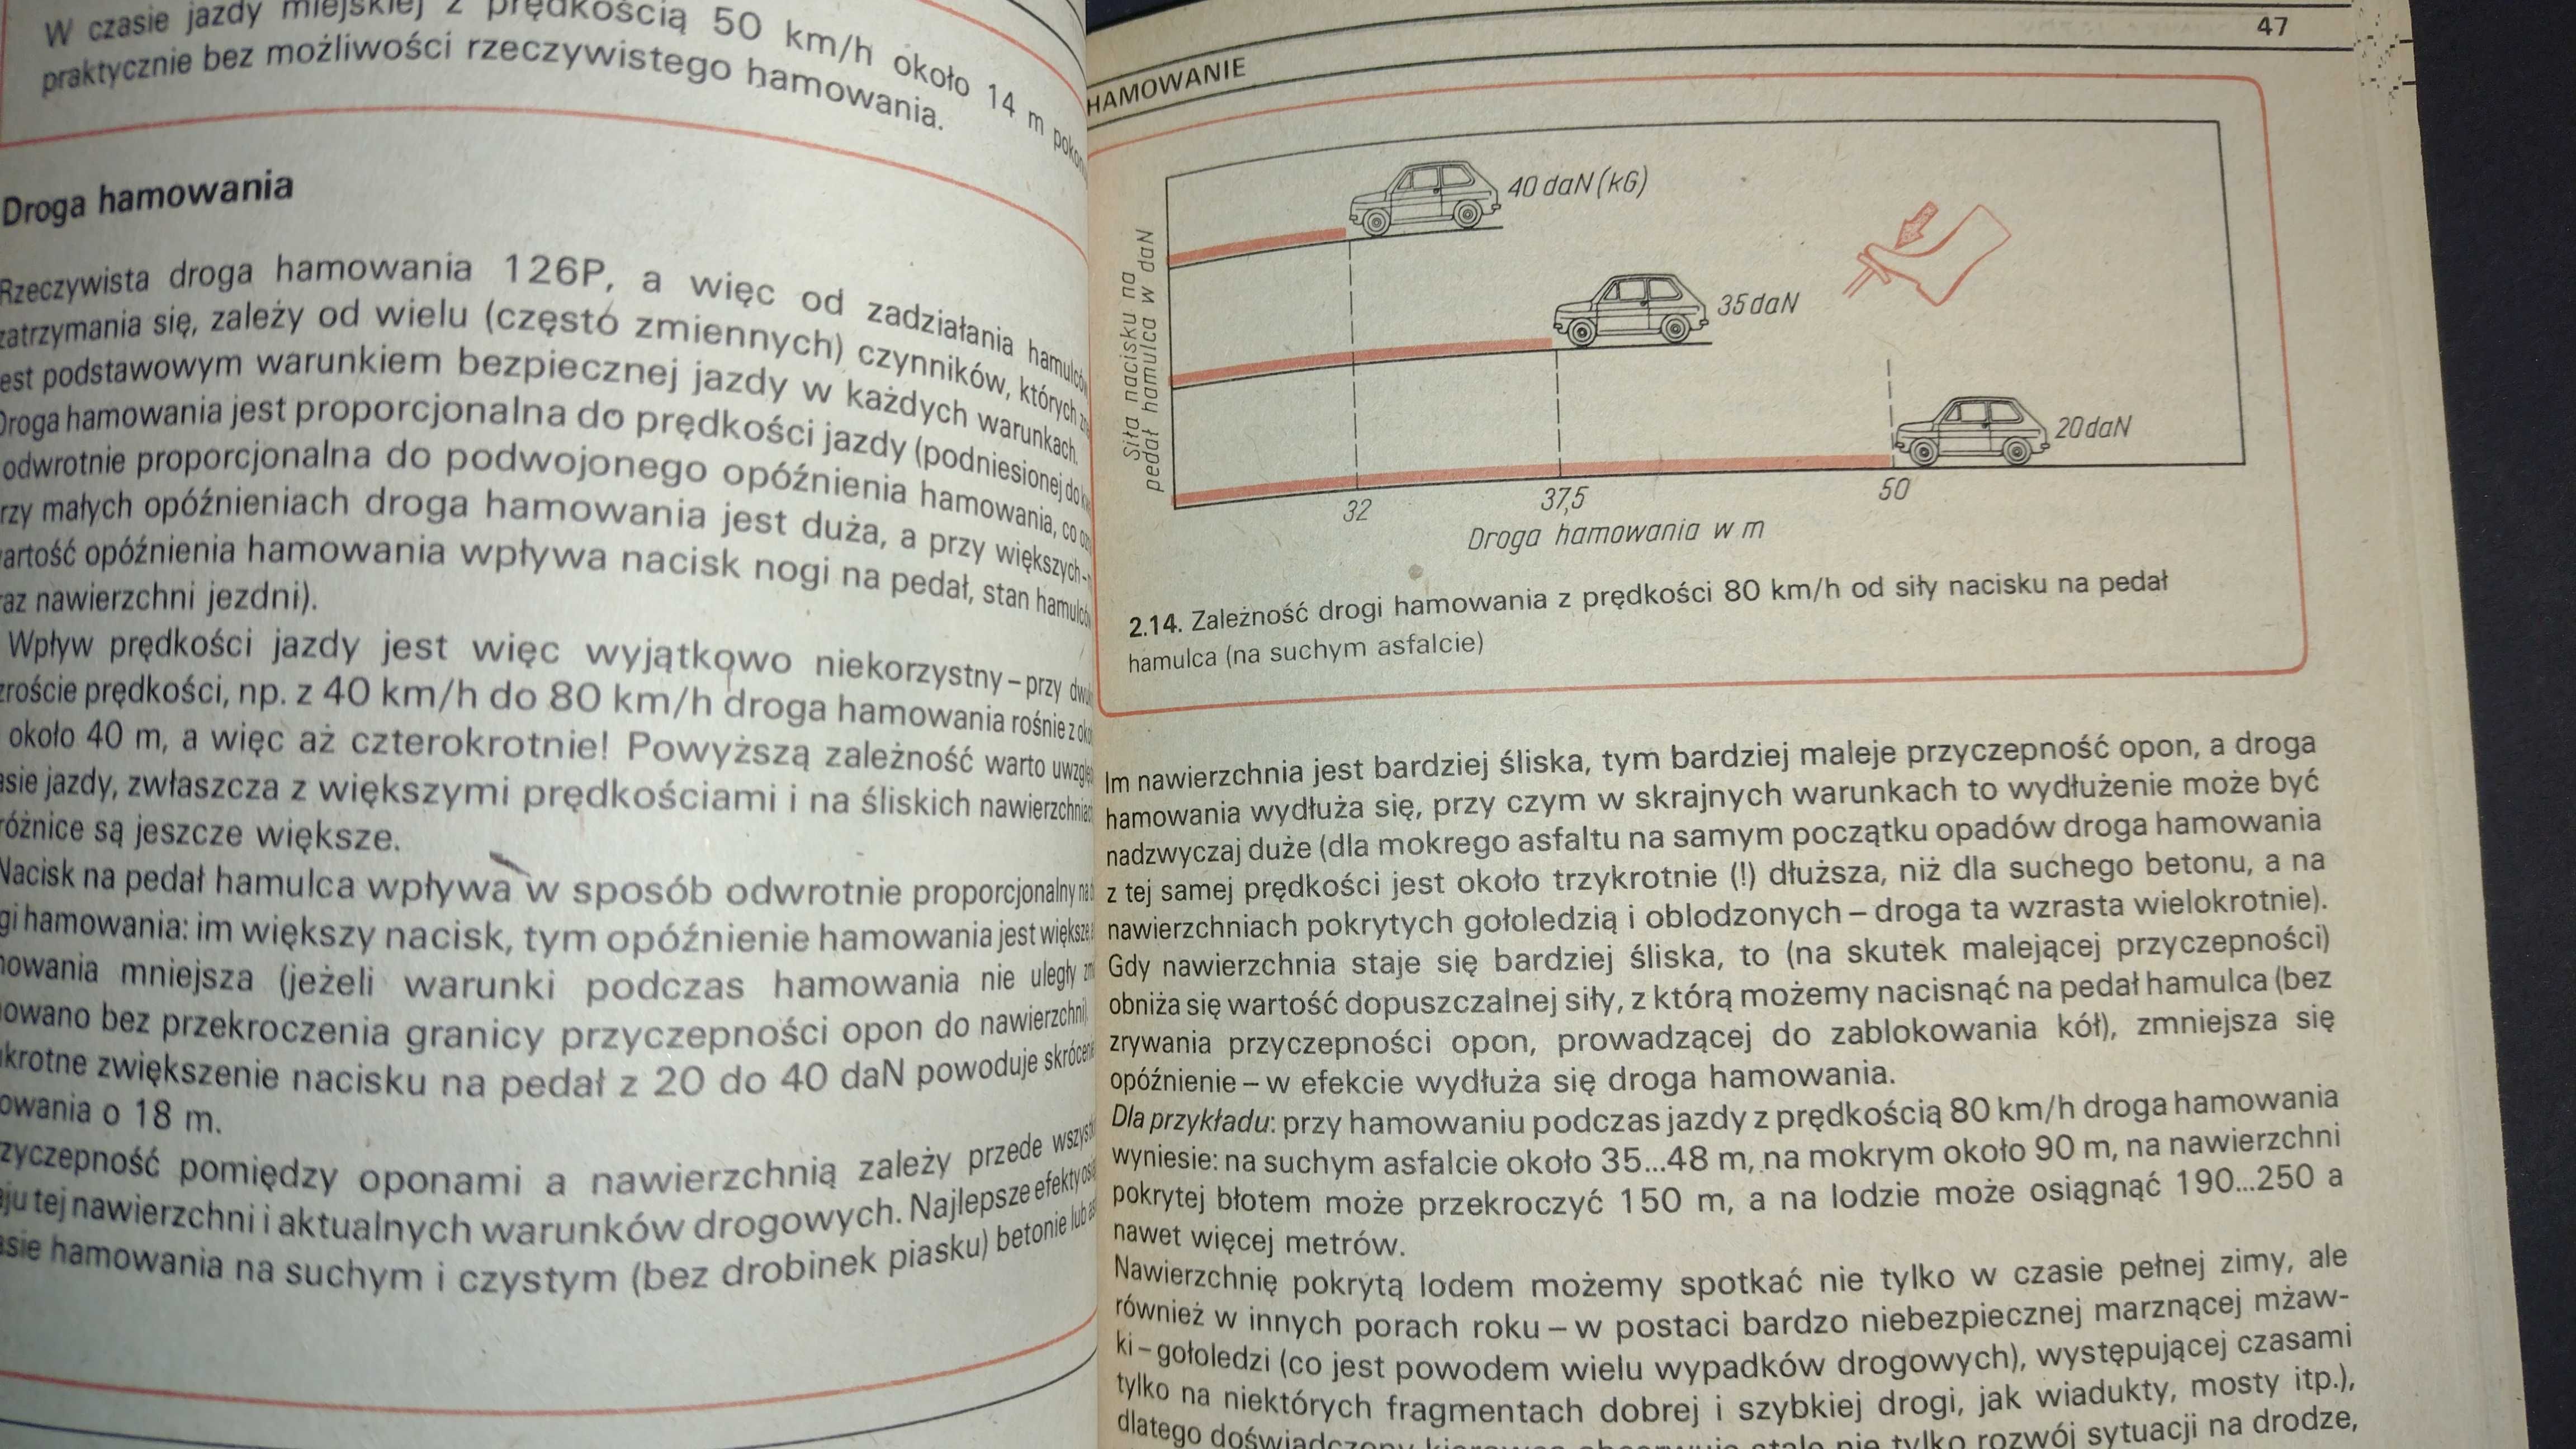 W czasie jazdy miejskiej z prędkością 50 km/h około 14 m
praktycznie bez możliwości rzeczywistego hamowania.
Droga hamowania
Rzeczywista droga hamowania 126P, a więc od zadziałania hamulców
zatrzymania się, zależy od wielu (często zmiennych) czynników, których
est podstawowym warunkiem bezpiecznej jazdy w każdych warunkach.
Droga hamowania jest proporcjonalna do prędkości jazdy (podniesionej do
odwrotnie proporcjonalna do podwojonego opóźnienia hamowania, co
rzy małych opóźnieniach droga hamowania jest duża, a przy większych –
artość opóźnienia hamowania wpływa nacisk nogi na pedał, stan hamulców
raz nawierzchni jezdni).
Wpływ prędkości jazdy jest więc wyjątkowo niekorzystny – przy
zroście prędkości, np. z 40 km/h do 80 km/h droga hamowania rośnie z
około 40 m, a więc aż czterokrotnie! Powyższą zależność warto
asie jazdy, zwłaszcza z większymi prędkościami i na śliskich nawierzchniach
różnice są jeszcze większe.
Nacisk na pedał hamulca wpływa w sposób odwrotnie proporcjonalny na
gi hamowania: im większy nacisk, tym opóźnienie hamowania jest większe
mowania mniejsza (jeżeli warunki podczas hamowania nie uległy
owano bez przekroczenia granicy przyczepności opon do nawierzchni).
krotne zwiększenie nacisku na pedał z 20 do 40 daN powoduje skrócenie
owania o 18 m.
zyczepność pomiędzy oponami a nawierzchnią zależy przede
ju tej nawierzchni i aktualnych warunków drogowych. Najlepsze efekty
asie hamowania na suchym i czystym (bez drobinek piasku) betonie lub
47
HAMOWANIE
Siła nacisku na
pedał hamulca w daN
40 daN (kG)
35 daN
20 daN
32 37,5 50
Droga hamowania w m
2.14. Zależność drogi hamowania z prędkości 80 km/h od siły nacisku na pedał
hamulca (na suchym asfalcie)
Im nawierzchnia jest bardziej śliska, tym bardziej maleje przyczepność opon, a droga
hamowania wydłuża się, przy czym w skrajnych warunkach to wydłużenie może być
nadzwyczaj duże (dla mokrego asfaltu na samym początku opadów droga hamowania
z tej samej prędkości jest około trzykrotnie (!) dłuższa, niż dla suchego betonu, a na
nawierzchniach pokrytych gołoledzią i oblodzonych – droga ta wzrasta wielokrotnie).
Gdy nawierzchnia staje się bardziej śliska, to (na skutek malejącej przyczepności)
obniża się wartość dopuszczalnej siły, z którą możemy nacisnąć na pedał hamulca (bez
zrywania przyczepności opon, prowadzącej do zablokowania kół), zmniejsza się
opóźnienie – w efekcie wydłuża się droga hamowania.
Dla przykładu: przy hamowaniu podczas jazdy z prędkością 80 km/h droga hamowania
wyniesie: na suchym asfalcie około 35...48 m, na mokrym około 90 m, na nawierzchni
pokrytej błotem może przekroczyć 150 m, a na lodzie może osiągnąć 190...250 a
nawet więcej metrów.
Nawierzchnię pokrytą lodem możemy spotkać nie tylko w czasie pełnej zimy, ale
również w innych porach roku – w postaci bardzo niebezpiecznej marznącej mżaw-
ki – gołoledzi (co jest powodem wielu wypadków drogowych), występującej czasami
tylko na niektórych fragmentach dobrej i szybkiej drogi, jak wiadukty, mosty itp.),
dlatego nie tylko rozwój sytuacji na drodze,